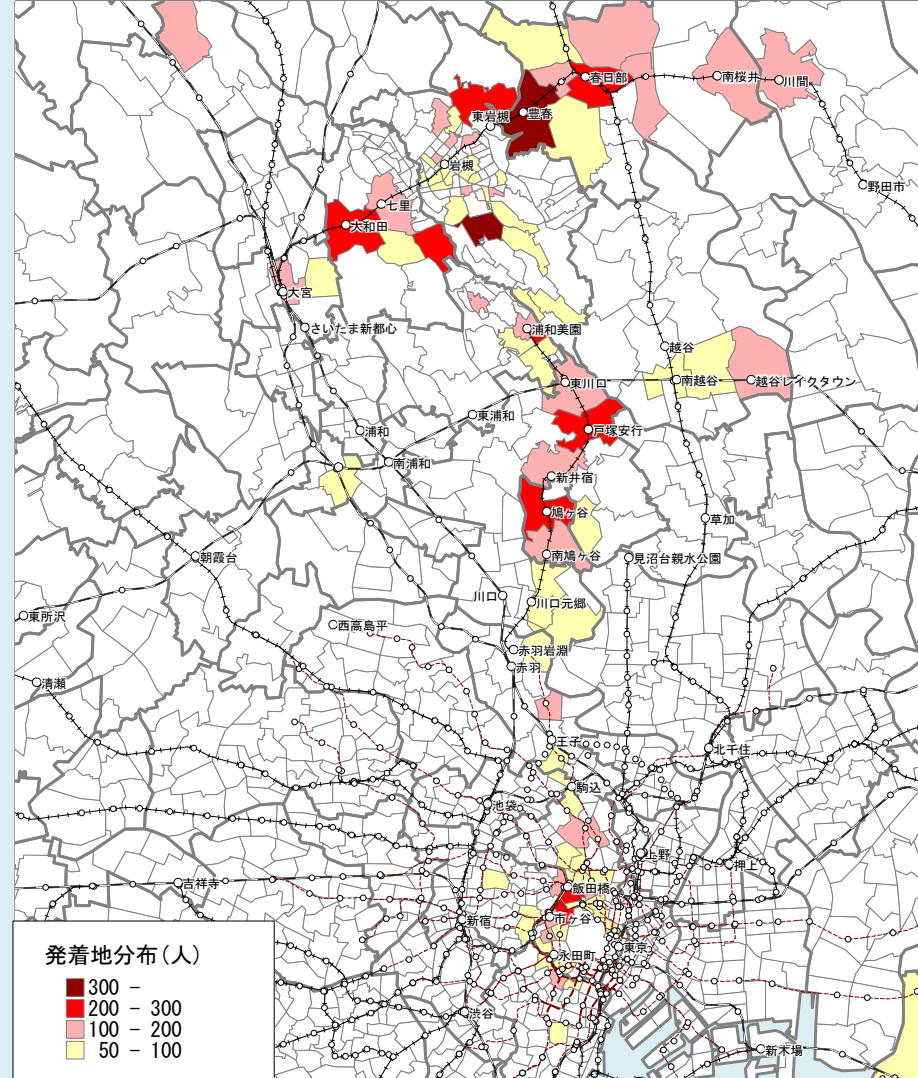 春日部
南桜井
川間
東岩槻
豊春
岩槻
野田市
七里
大和田
大宮
さいたま新都心
浦和美園
越谷
東川口
南越谷
越谷レイクタウン
東浦和
戸塚安行
浦和
南浦和
新井宿
鳩ヶ谷
草加
朝霞台
南鳩ヶ谷
見沼台親水公園
川口
川口元郷
東所沢
西高島平
赤羽岩淵
赤羽
清瀬
王子
北千住
駒込
池袋
上野
押上
吉祥寺
飯田橋
新宿
市ヶ谷
東京
永田町
渋谷
新木場
発着地分布(人)
300 -
200 - 300
100 - 200
50 - 100